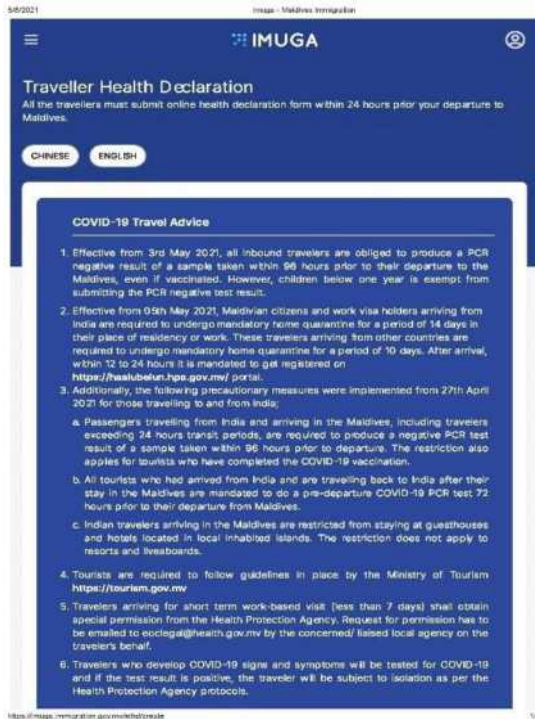 5/8/2021
Imuga - Maldives Immigration
IMUGA
Traveller Health Declaration
All the travellers must submit online health declaration form within 24 hours prior your departure to
Maldives.
CHINESE ENGLISH
COVID-19 Travel Advice
1. Effective from 3rd May 2021, all inbound travelers are obliged to produce a PCR
negative result of a sample taken within 96 hours prior to their departure to the
Maldives, even if vaccinated. However, children below one year is exempt from
submitting the PCR negative test result.
2. Effective from 05th May 2021, Maldivian citizens and work visa holders arriving from
India are required to undergo mandatory home quarantine for a period of 14 days in
their place of residency or work. These travelers arriving from other countries are
required to undergo mandatory home quarantine for a period of 10 days. After arrival,
within 12 to 24 hours it is mandated to get registered on
https://haalubelun.hpa.gov.mv/ portal.
3. Additionally, the following precautionary measures were implemented from 27th April
2021 for those travelling to and from India;
a. Passengers travelling from India and arriving in the Maldives, including travelers
exceeding 24 hours transit periods, are required to produce a negative PCR test
result of a sample taken within 96 hours prior to departure. The restriction also
applies for tourists who have completed the COVID-19 vaccination.
b. All tourists who had arrived from India and are travelling back to India after their
stay in the Maldives are mandated to do a pre-departure COVID-19 PCR test 72
hours prior to their departure from Maldives.
c. Indian travelers arriving in the Maldives are restricted from staying at guesthouses
and hotels located in local inhabited islands. The restriction does not apply to
resorts and liveaboards.
4. Tourists are required to follow guidelines in place by the Ministry of Tourism
https://tourism.gov.mv
5. Travelers arriving for short term work-based visit (less than 7 days) shall obtain
special permission from the Health Protection Agency. Request for permission has to
be emailed to eoclegal@health.gov.mv by the concerned/ liaised local agency on the
traveler's behalf.
6. Travelers who develop COVID-19 signs and symptoms will be tested for COVID-19
and if the test result is positive, the traveler will be subject to isolation as per the
Health Protection Agency protocols.